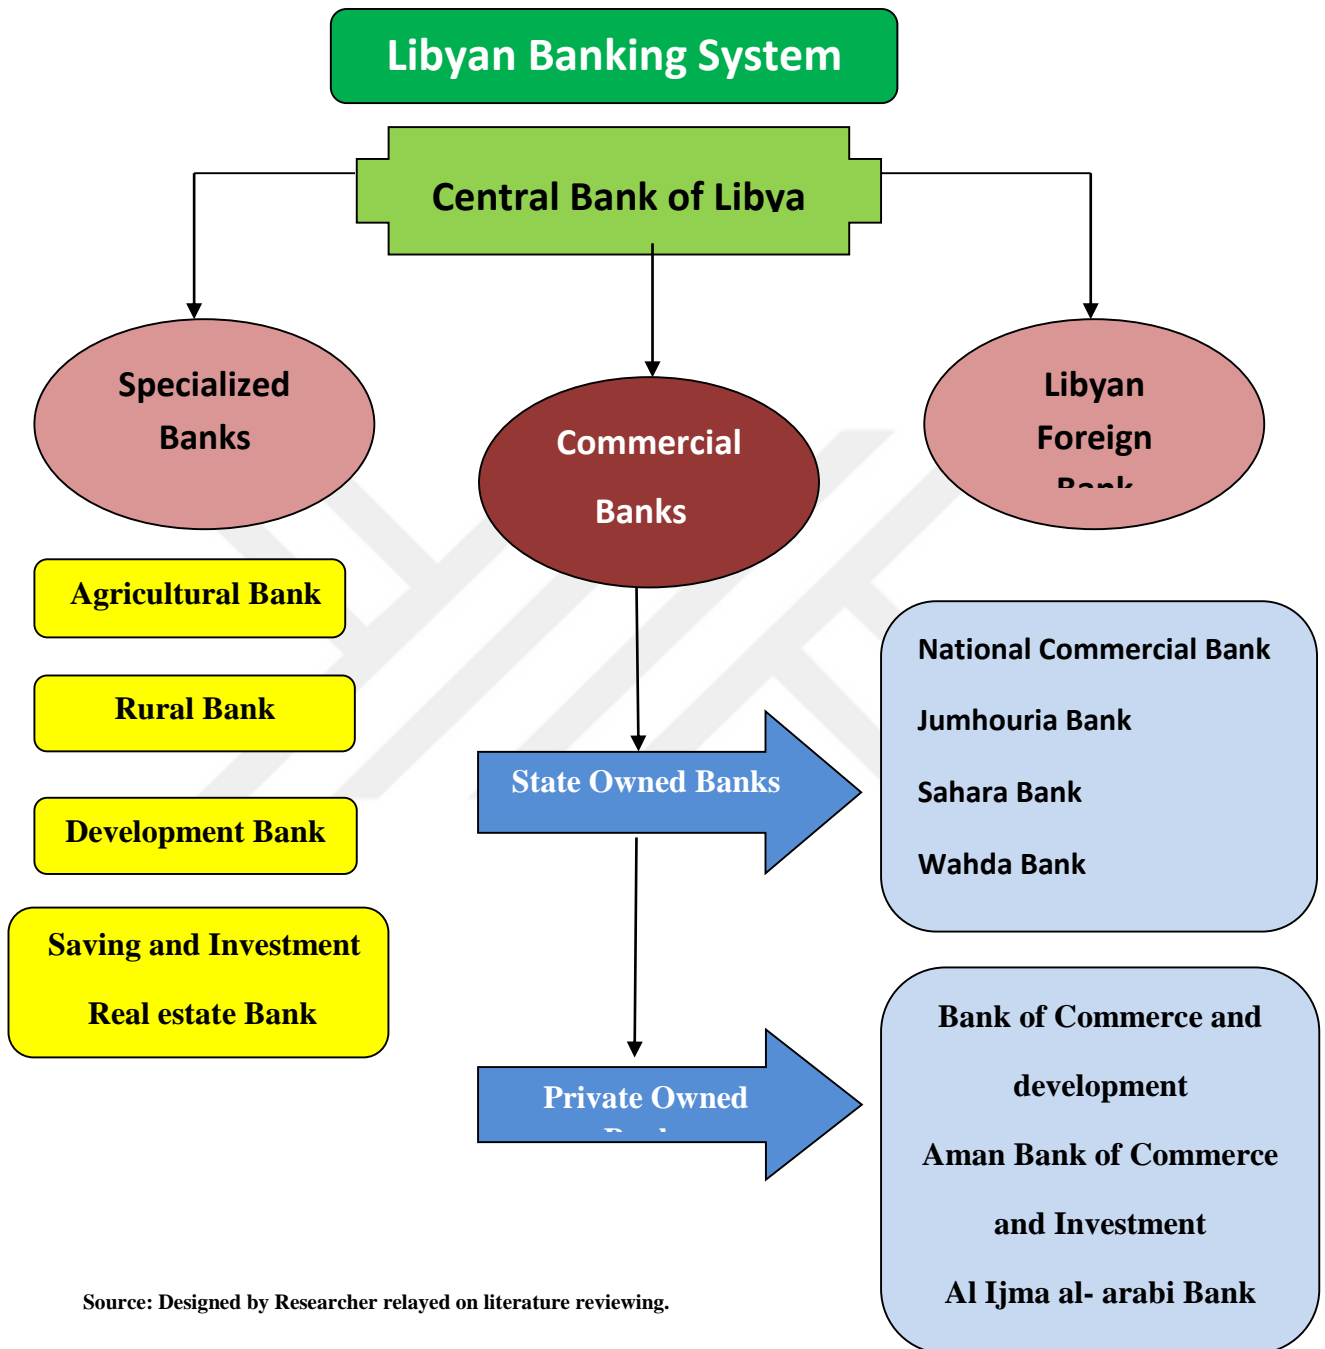 Libyan Banking System
Central Bank of Libya
Specialized
Banks
Commercial
Banks
Libyan
Foreign
Bank
Agricultural Bank
Rural Bank
Development Bank
Saving and Investment
Real estate Bank
State Owned Banks
National Commercial Bank
Jumhouria Bank
Sahara Bank
Wahda Bank
Private Owned
Bank of Commerce and
development
Aman Bank of Commerce
and Investment
Al Ijma al- arabi Bank
Source: Designed by Researcher relayed on literature reviewing.